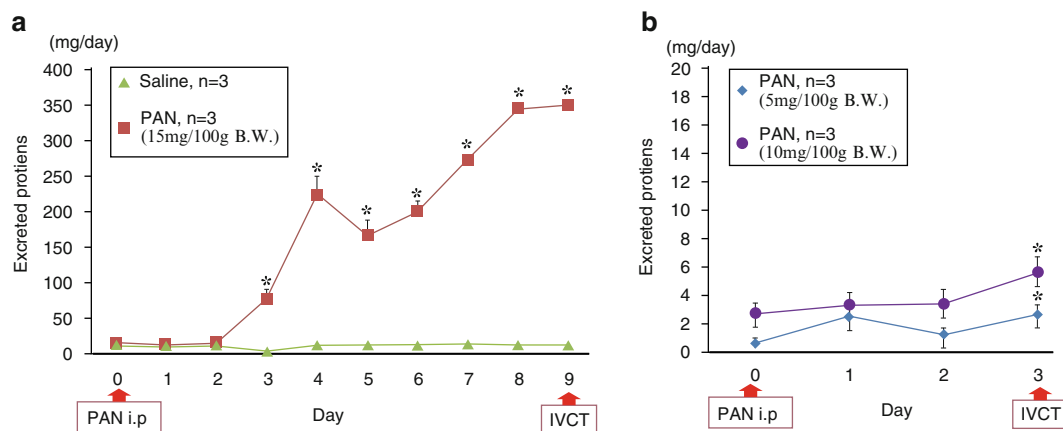 a
(mg/day)
400
350
300
250
200
150
100
50
0
Excreted protiens
Saline, n=3
PAN, n=3
(15mg/100g B.W.)
*
*
*
*
*
*
*
0 1 2 3 4 5 6 7 8 9
Day
PAN i.p
IVCT
b
(mg/day)
20
18
16
14
12
10
8
6
4
2
0
Excreted protiens
PAN, n=3
(5mg/100g B.W.)
PAN, n=3
(10mg/100g B.W.)
*
*
0 1 2 3
Day
PAN i.p
IVCT